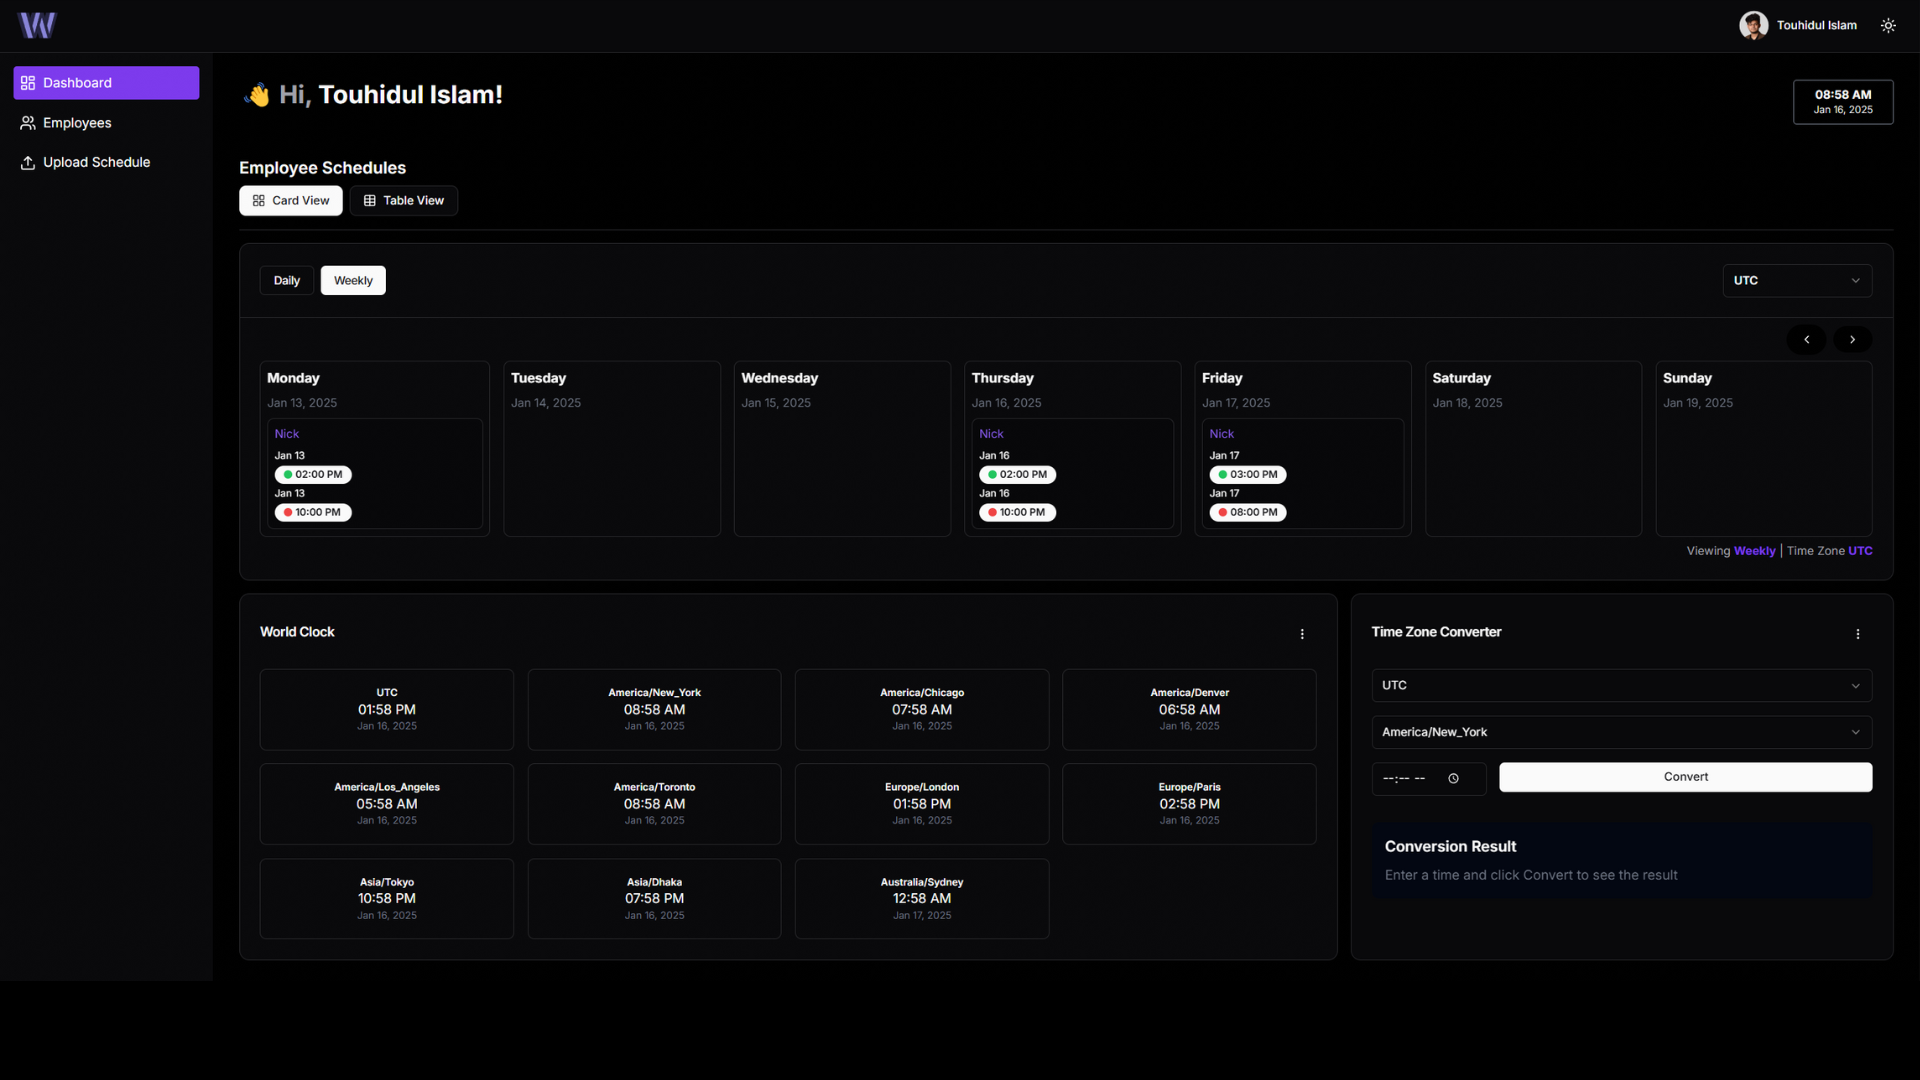 W
Touhidul Islam
Dashboard
Employees
Upload Schedule
👋 Hi, Touhidul Islam!
08:58 AM
Jan 16, 2025
Employee Schedules
Card View
Table View
Daily
Weekly
UTC
Monday
Jan 13, 2025
Nick
Jan 13
02:00 PM
Jan 13
10:00 PM
Tuesday
Jan 14, 2025
Wednesday
Jan 15, 2025
Thursday
Jan 16, 2025
Nick
Jan 16
02:00 PM
Jan 16
10:00 PM
Friday
Jan 17, 2025
Nick
Jan 17
03:00 PM
Jan 17
08:00 PM
Saturday
Jan 18, 2025
Sunday
Jan 19, 2025
Viewing Weekly | Time Zone UTC
World Clock
UTC
01:58 PM
Jan 16, 2025
America/New_York
08:58 AM
Jan 16, 2025
America/Chicago
07:58 AM
Jan 16, 2025
America/Denver
06:58 AM
Jan 16, 2025
America/Los_Angeles
05:58 AM
Jan 16, 2025
America/Toronto
08:58 AM
Jan 16, 2025
Europe/London
01:58 PM
Jan 16, 2025
Europe/Paris
02:58 PM
Jan 16, 2025
Asia/Tokyo
10:58 PM
Jan 16, 2025
Asia/Dhaka
07:58 PM
Jan 16, 2025
Australia/Sydney
12:58 AM
Jan 17, 2025
Time Zone Converter
UTC
America/New_York
--:-- --
Convert
Conversion Result
Enter a time and click Convert to see the result